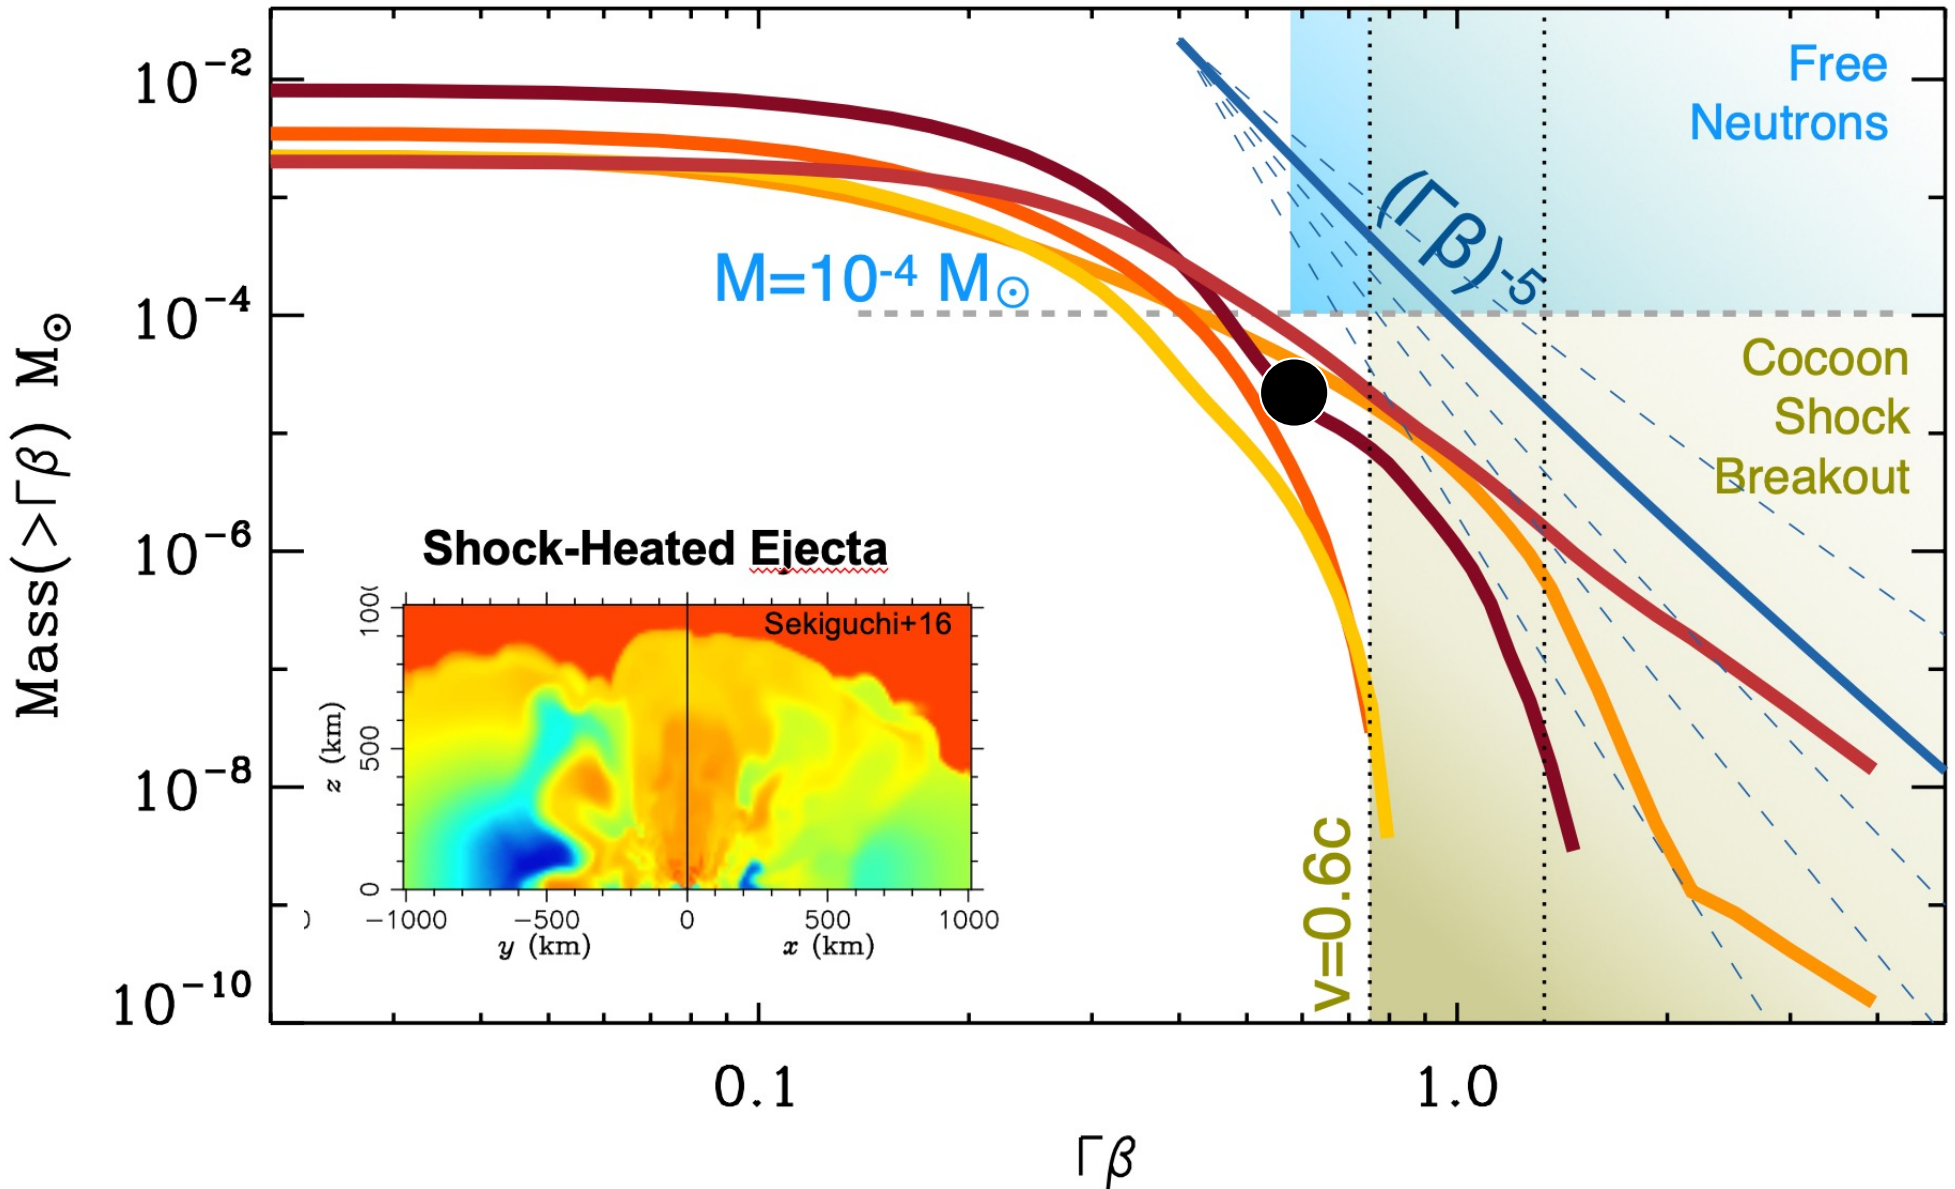 10⁻²
10⁻⁴
10⁻⁶
10⁻⁸
10⁻¹⁰
Mass(>Γβ) M☉
Free
Neutrons
(Γβ)⁻⁵
M=10⁻⁴ M☉
Cocoon
Shock
Breakout
v=0.6c
Shock-Heated Ejecta
Sekiguchi+16
500
0
z (km)
−1000 −500 0 500 1000
y (km) x (km)
0.1 1.0
Γβ